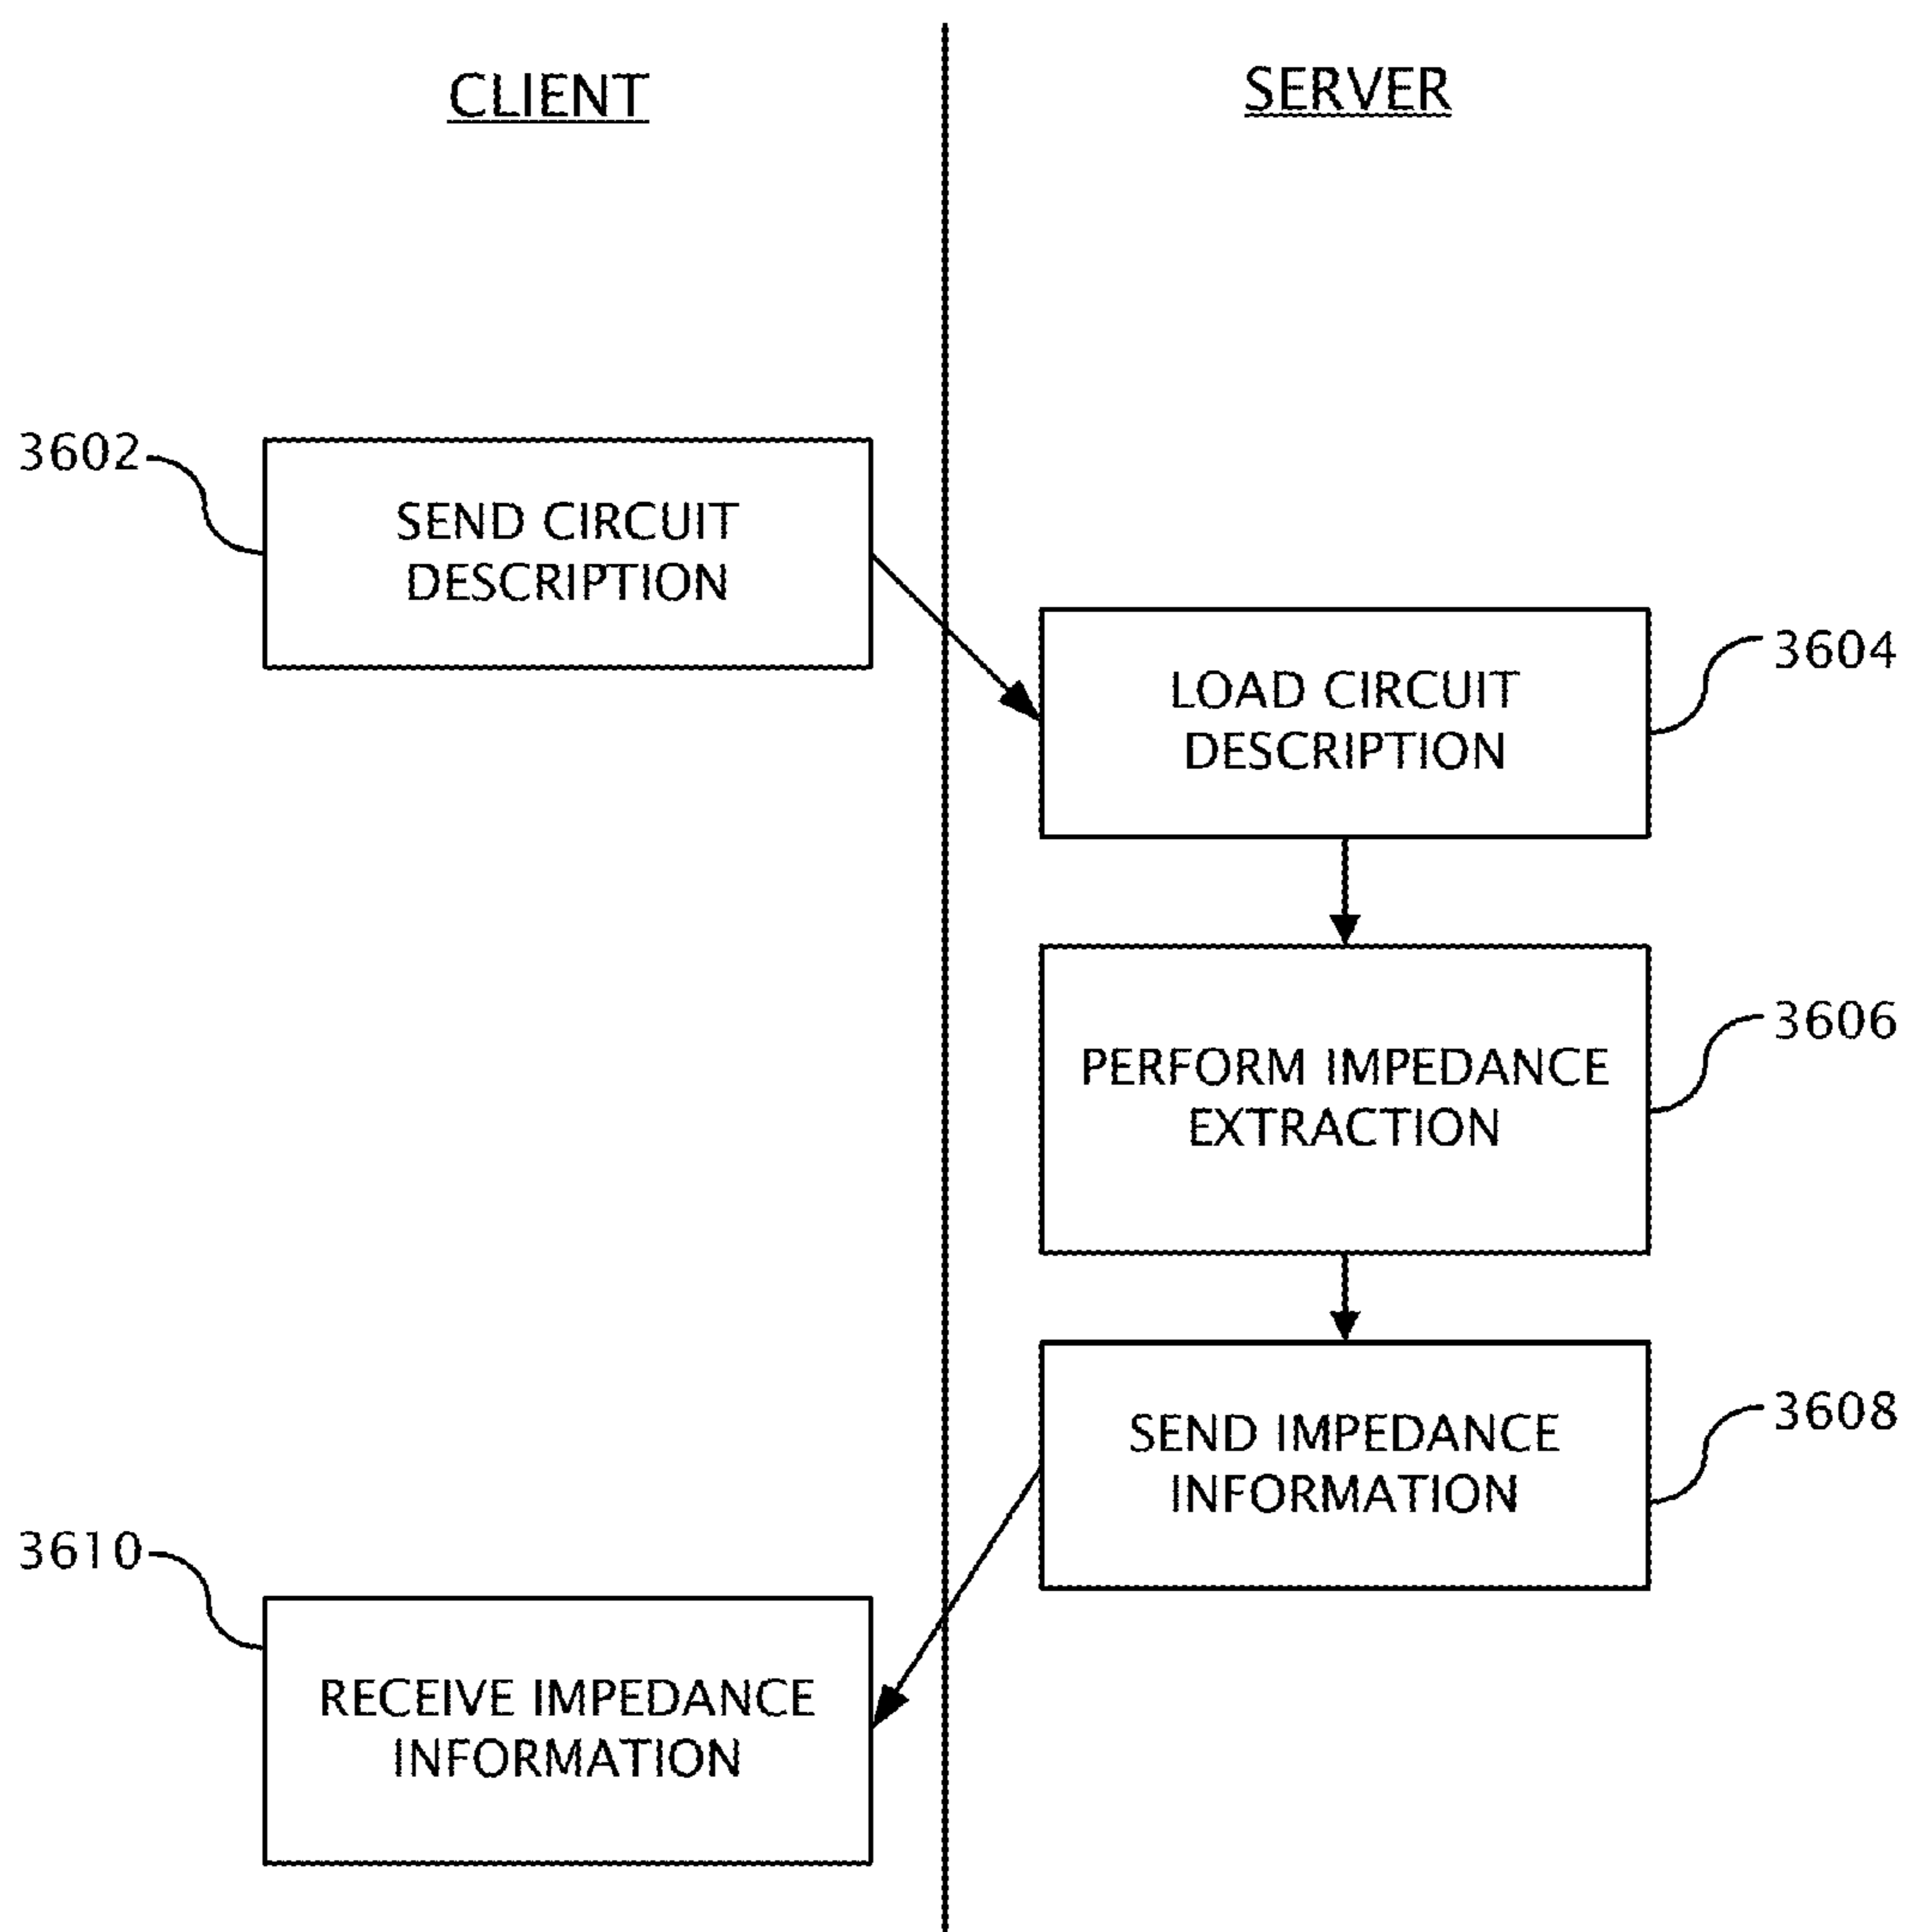 CLIENT
SERVER
3602
SEND CIRCUIT
DESCRIPTION
3604
LOAD CIRCUIT
DESCRIPTION
3606
PERFORM IMPEDANCE
EXTRACTION
3608
SEND IMPEDANCE
INFORMATION
3610
RECEIVE IMPEDANCE
INFORMATION